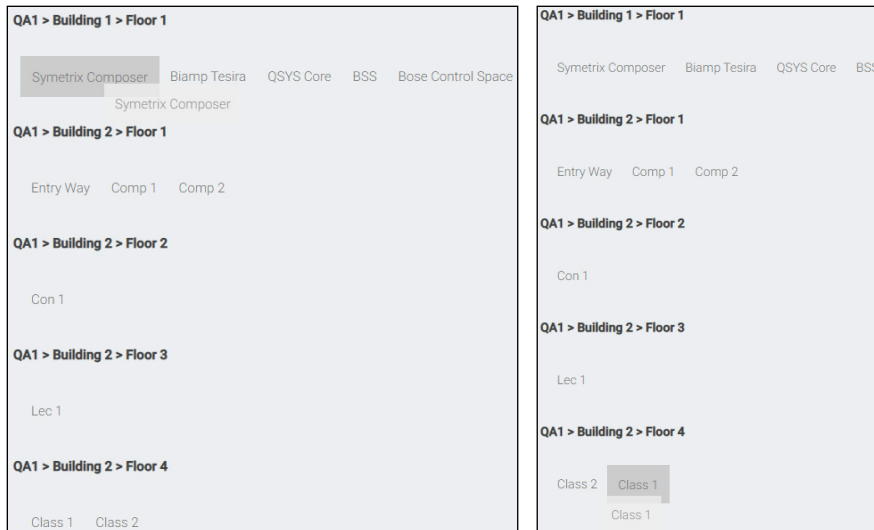 QA1 > Building 1 > Floor 1
Symetrix Composer Biamp Tesira QSYS Core BSS Bose Control Space
Symetrix Composer
QA1 > Building 2 > Floor 1
Entry Way Comp 1 Comp 2
QA1 > Building 2 > Floor 2
Con 1
QA1 > Building 2 > Floor 3
Lec 1
QA1 > Building 2 > Floor 4
Class 1 Class 2
QA1 > Building 1 > Floor 1
Symetrix Composer Biamp Tesira QSYS Core BSS
QA1 > Building 2 > Floor 1
Entry Way Comp 1 Comp 2
QA1 > Building 2 > Floor 2
Con 1
QA1 > Building 2 > Floor 3
Lec 1
QA1 > Building 2 > Floor 4
Class 2 Class 1
Class 1